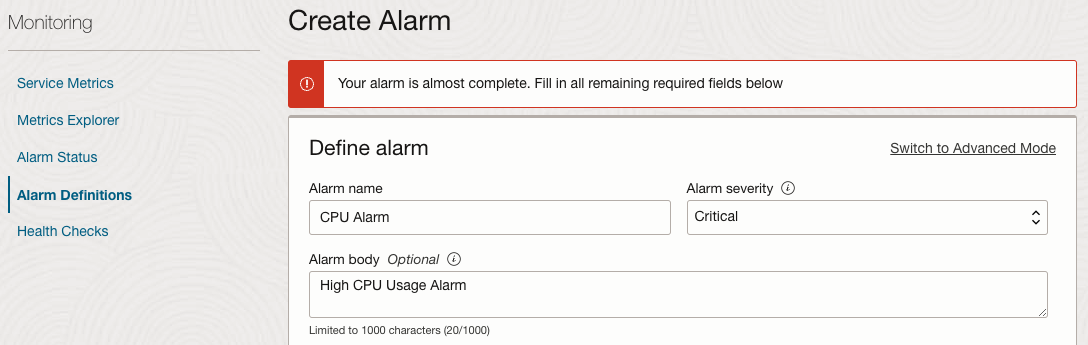 Monitoring
Service Metrics
Metrics Explorer
Alarm Status
Alarm Definitions
Health Checks
Create Alarm
Your alarm is almost complete. Fill in all remaining required fields below
Define alarm
Switch to Advanced Mode
Alarm name
CPU Alarm
Alarm severity
Critical
Alarm body Optional
High CPU Usage Alarm
Limited to 1000 characters (20/1000)